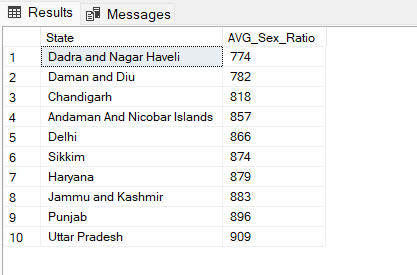 Results Messages
State AVG_Sex_Ratio
1 Dadra and Nagar Haveli 774
2 Daman and Diu 782
3 Chandigarh 818
4 Andaman And Nicobar Islands 857
5 Delhi 866
6 Sikkim 874
7 Haryana 879
8 Jammu and Kashmir 883
9 Punjab 896
10 Uttar Pradesh 909